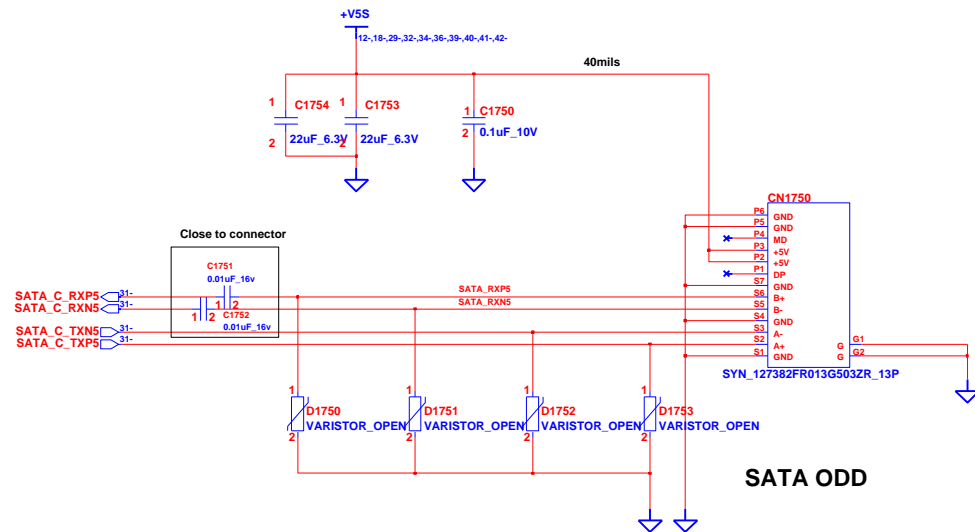 +V5S
12-,18-,29-,32-,34-,36-,39-,40-,41-,42-
40mils
1 C1754 1 C1753 1 C1750
2 22uF_6.3V 2 22uF_6.3V 2 0.1uF_10V
CN1750
P6 GND
P5 GND
P4 MD
P3 +5V
P2 +5V
P1 DP
S7 GND
S6 B+
S5 B-
S4 GND
S3 A-
S2 A+ G G1
S1 GND G G2
SYN_127382FR013G503ZR_13P
Close to connector
C1751
0.01uF_16v
1 2
1 2
C1752
0.01uF_16v
SATA_C_RXP5 31- SATA_RXP5
SATA_C_RXN5 31- SATA_RXN5
SATA_C_TXN5 31-
SATA_C_TXP5 31-
1 1 1 1
D1750 D1751 D1752 D1753
2 VARISTOR_OPEN 2 VARISTOR_OPEN 2 VARISTOR_OPEN 2 VARISTOR_OPEN
SATA ODD